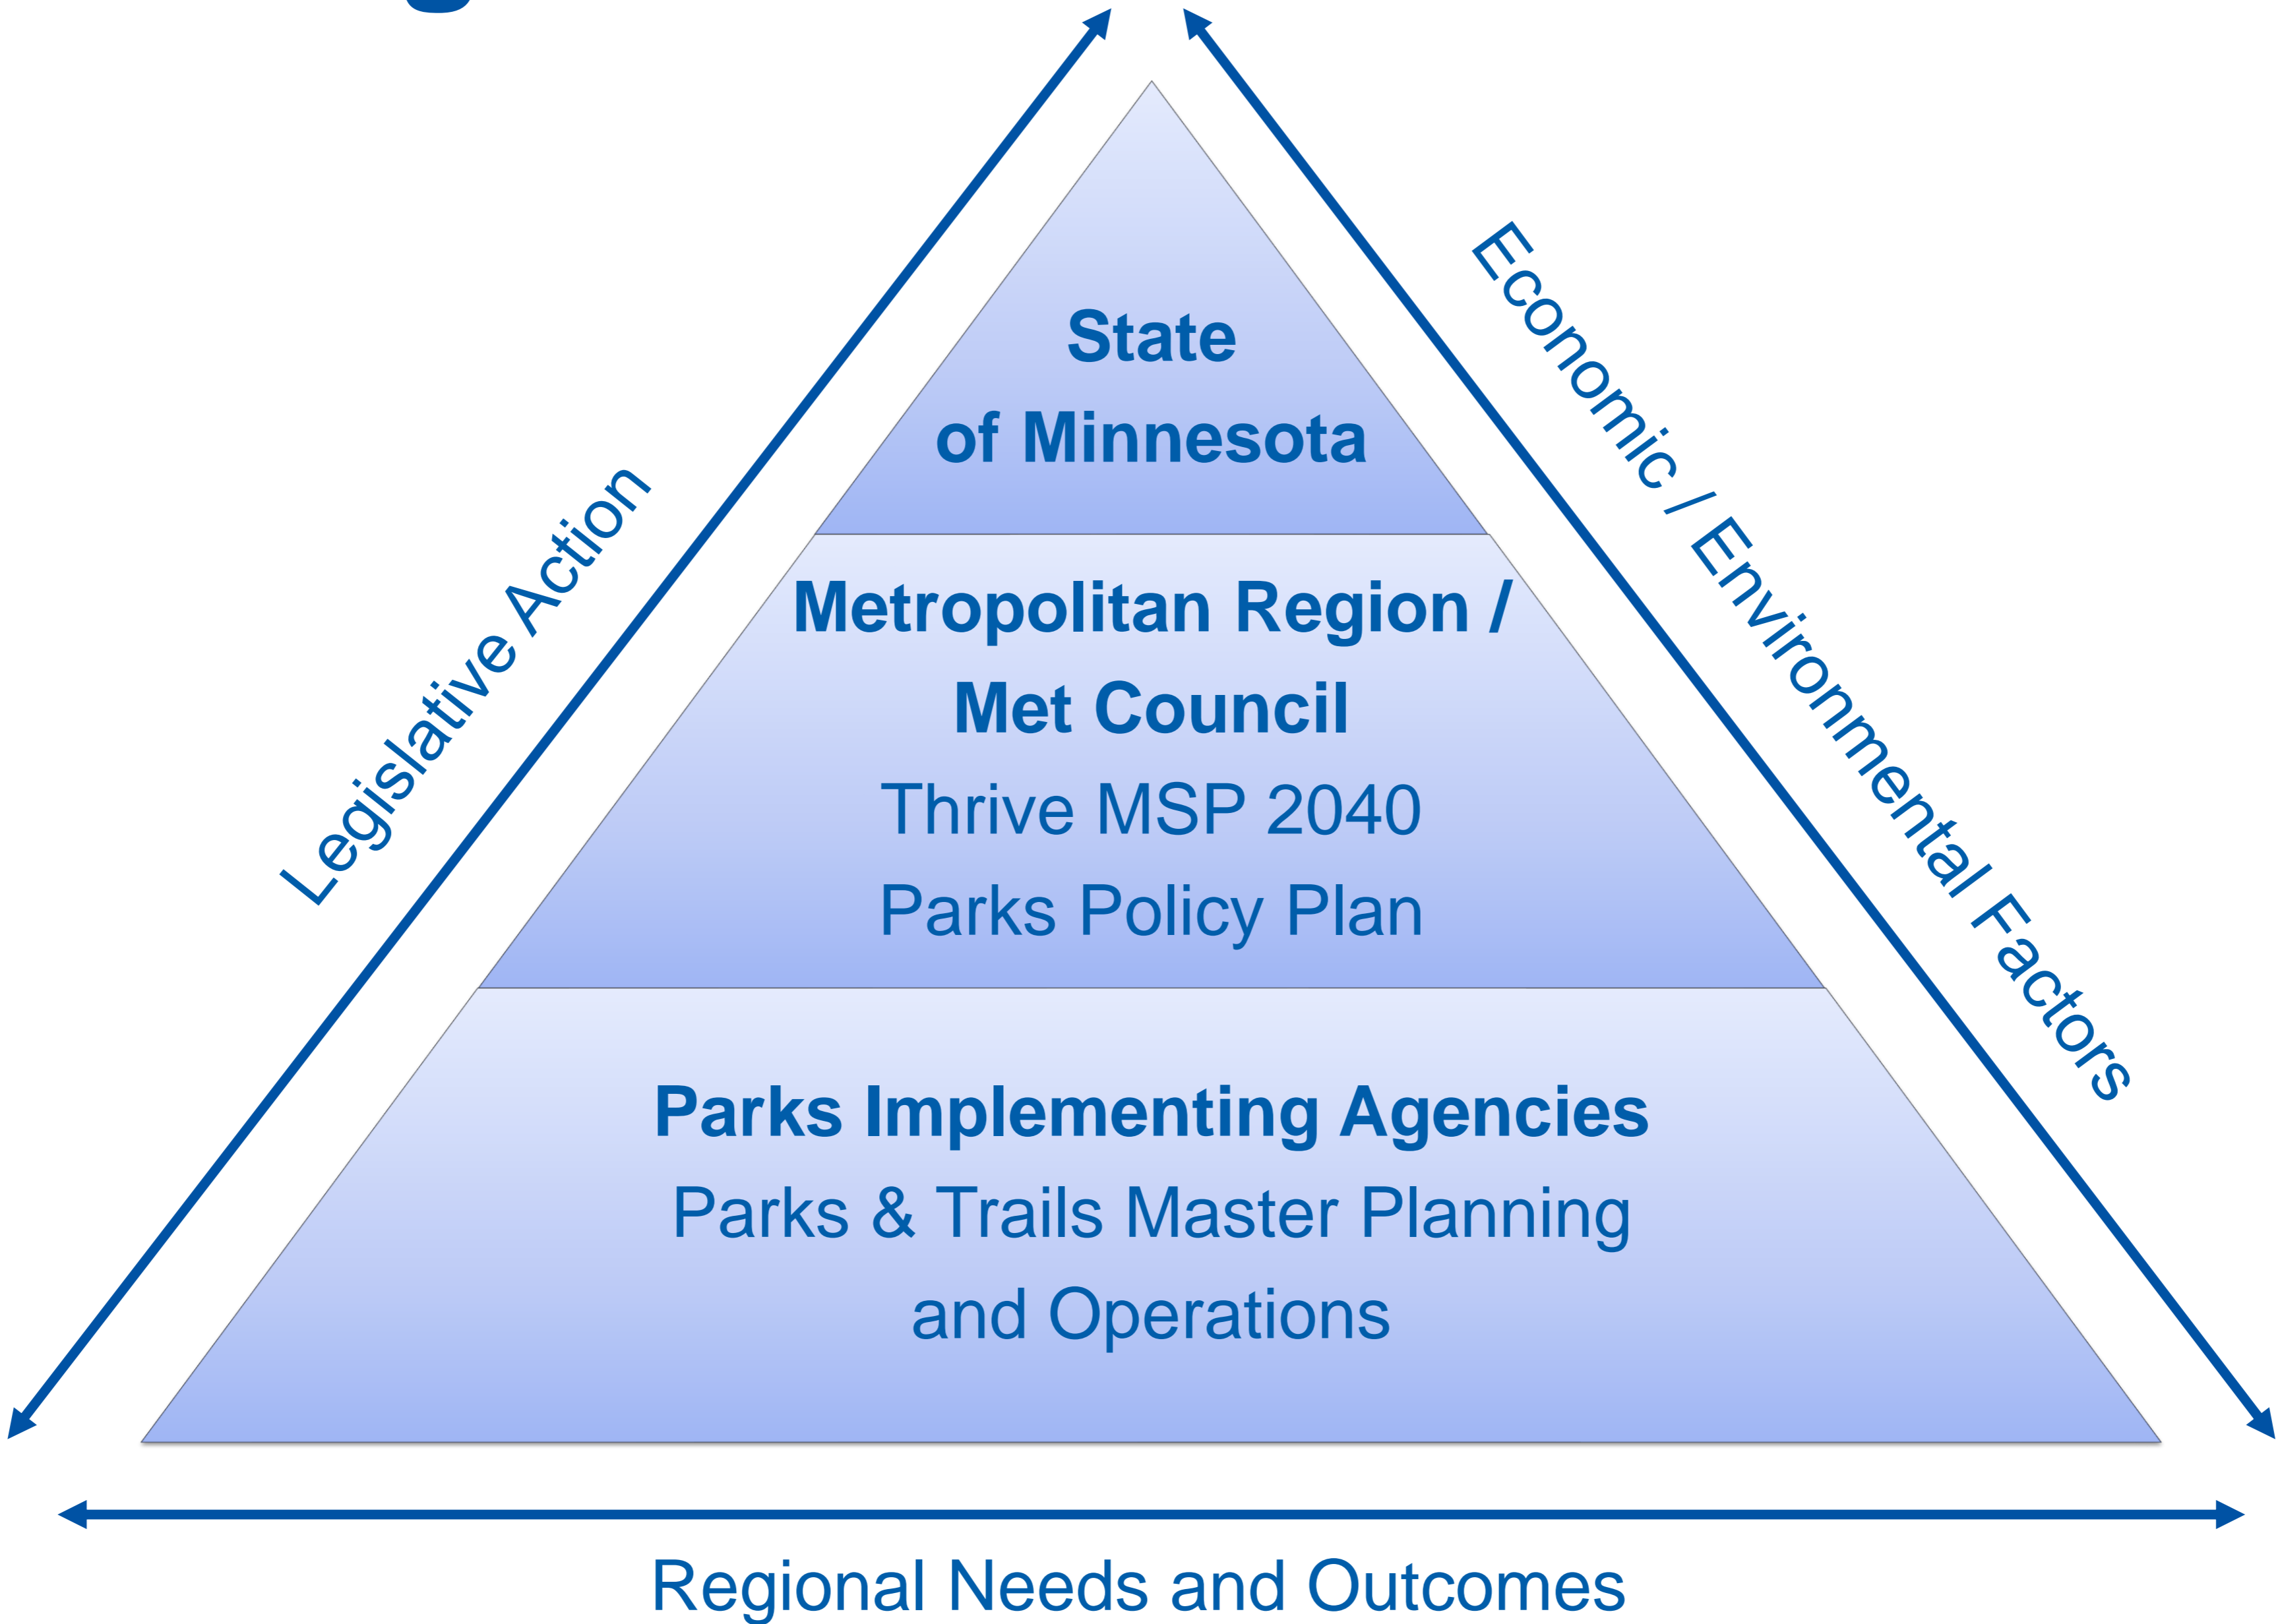 State
of Minnesota
Metropolitan Region /
Met Council
Thrive MSP 2040
Parks Policy Plan
Parks Implementing Agencies
Parks & Trails Master Planning
and Operations
Legislative Action
Economic / Environmental Factors
Regional Needs and Outcomes